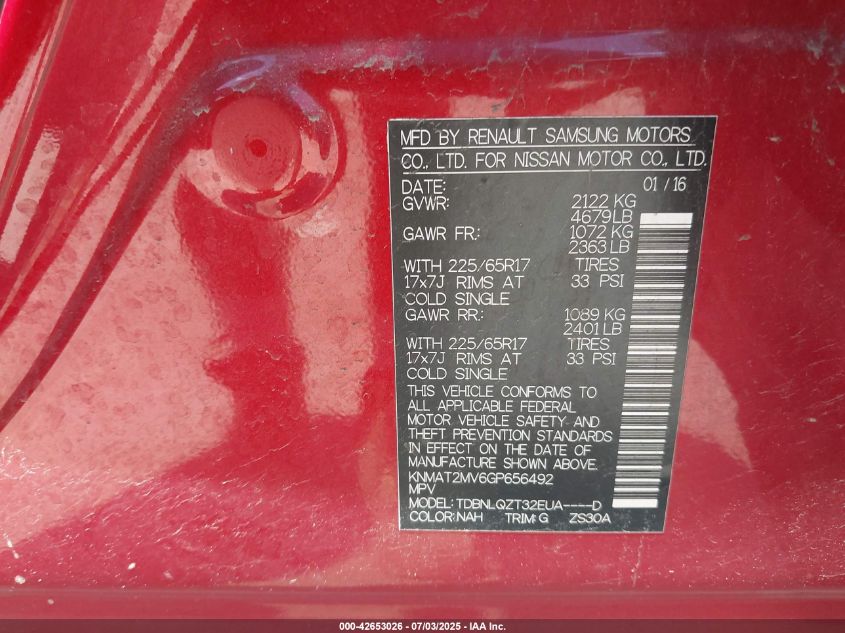 MFD BY RENAULT SAMSUNG MOTORS
CO., LTD. FOR NISSAN MOTOR CO., LTD.
DATE: 01 / 16
GVWR: 2122 KG
4679LB
GAWR FR.: 1072 KG
2363 LB
WITH 225/65R17 TIRES
17x7J RIMS AT 33 PSI
COLD SINGLE
GAWR RR.: 1089 KG
2401 LB
WITH 225/65R17 TIRES
17x7J RIMS AT 33 PSI
COLD SINGLE
THIS VEHICLE CONFORMS TO
ALL APPLICABLE FEDERAL
MOTOR VEHICLE SAFETY AND
THEFT PREVENTION STANDARDS
IN EFFECT ON THE DATE OF
MANUFACTURE SHOWN ABOVE.
KNMAT2MV6GP656492
MPV
MODEL: TDBNLQZT32EUA----D
COLOR:NAH TRIM:G ZS30A
000-42653026 - 07/03/2025 - IAA Inc.